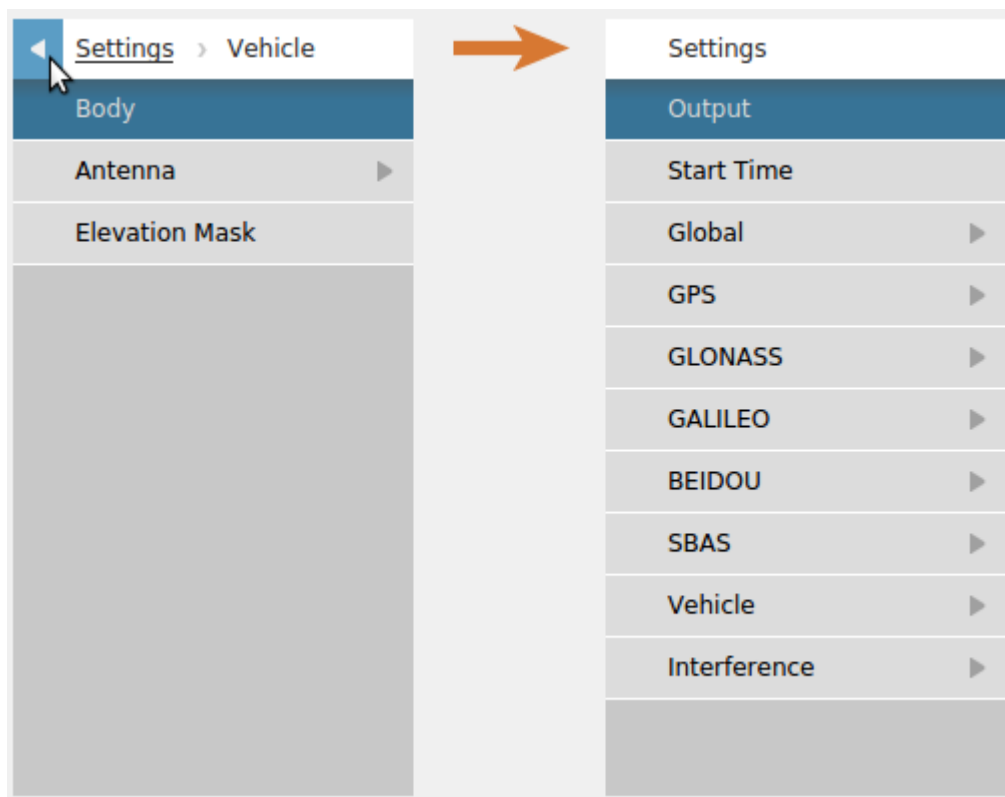 Settings › Vehicle
Body
Antenna
Elevation Mask
Settings
Output
Start Time
Global
GPS
GLONASS
GALILEO
BEIDOU
SBAS
Vehicle
Interference